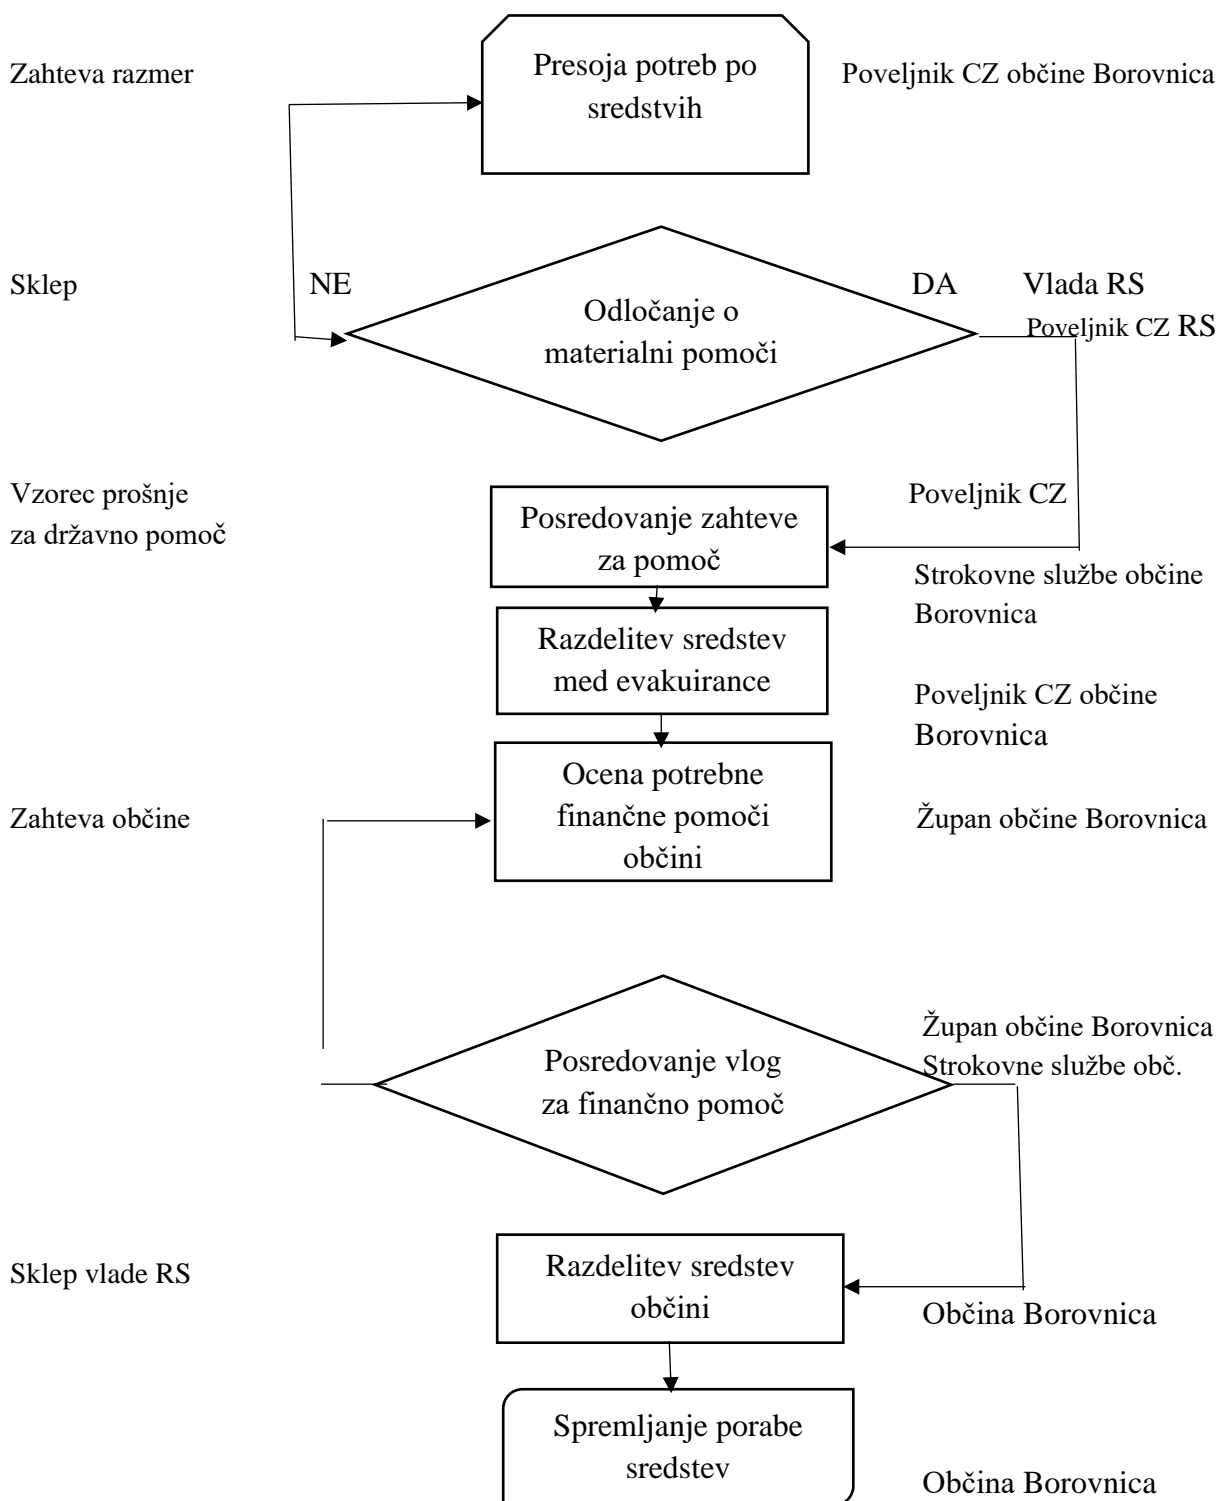 Zahteva razmer
Presoja potreb po
sredstvih
Poveljnik CZ občine Borovnica
Sklep
NE
Odločanje o
materialni pomoči
DA
Vlada RS
Poveljnik CZ RS
Vzorec prošnje
za državno pomoč
Posredovanje zahteve
za pomoč
Poveljnik CZ
Strokovne službe občine
Borovnica
Razdelitev sredstev
med evakuirance
Poveljnik CZ občine
Borovnica
Zahteva občine
Ocena potrebne
finančne pomoči
občini
Župan občine Borovnica
Posredovanje vlog
za finančno pomoč
Župan občine Borovnica
Strokovne službe obč.
Sklep vlade RS
Razdelitev sredstev
občini
Občina Borovnica
Spremljanje porabe
sredstev
Občina Borovnica